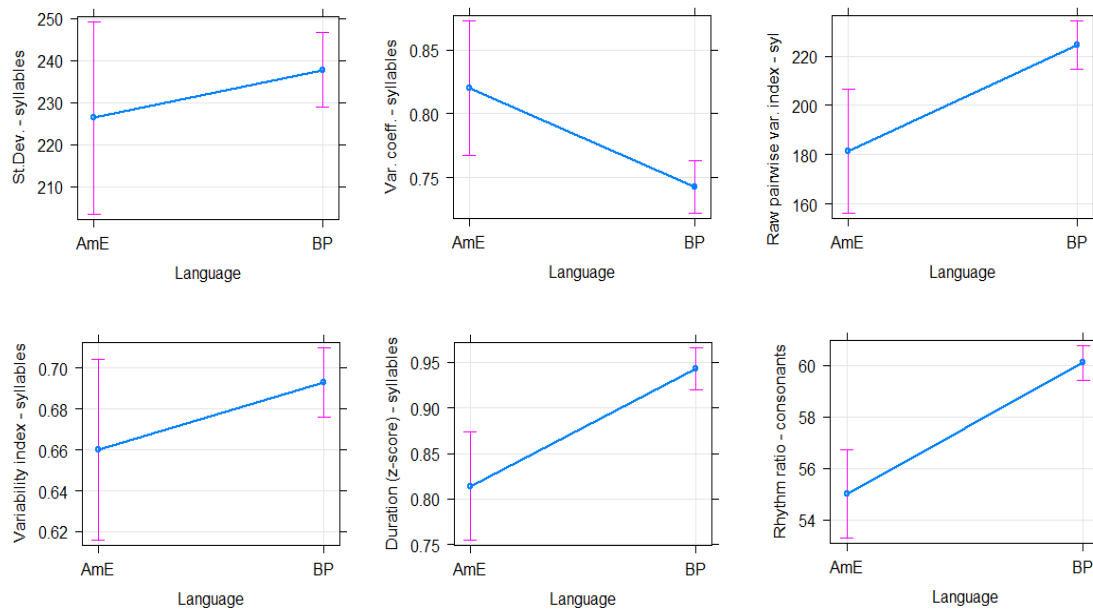 St.Dev. - syllables
250
240
230
220
210
AmE
BP
Language
Var. coeff. - syllables
0.85
0.80
0.75
AmE
BP
Language
Raw pairwise var. index - syl
220
200
180
160
AmE
BP
Language
Variability index - syllables
0.70
0.68
0.66
0.64
0.62
AmE
BP
Language
Duration (z-score) - syllables
0.95
0.90
0.85
0.80
0.75
AmE
BP
Language
Rhythm ratio - consonants
60
58
56
54
AmE
BP
Language